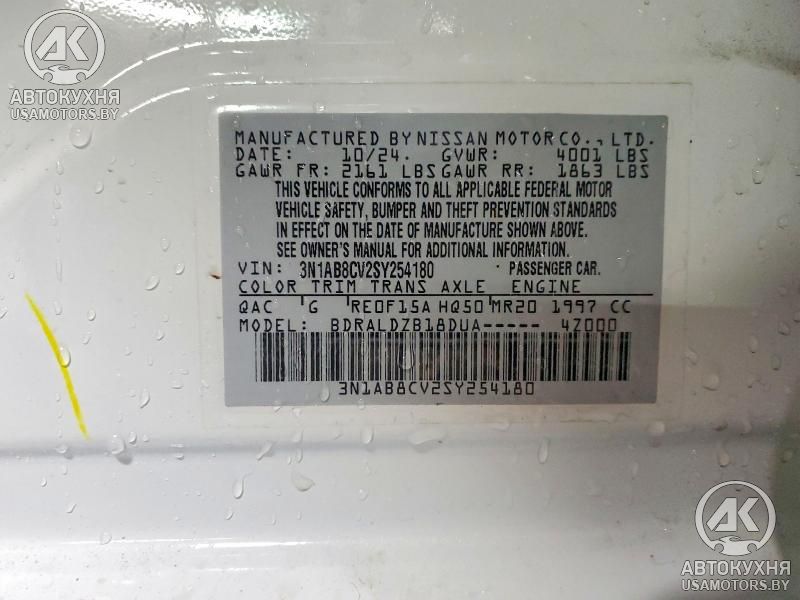 AK
АВТОКУХНЯ
USAMOTORS.BY
MANUFACTURED BY NISSAN MOTOR CO., LTD.
DATE: 10/24. GVWR: 4001 LBS
GAWR FR: 2161 LBS GAWR RR: 1863 LBS
THIS VEHICLE CONFORMS TO ALL APPLICABLE FEDERAL MOTOR
VEHICLE SAFETY, BUMPER AND THEFT PREVENTION STANDARDS
IN EFFECT ON THE DATE OF MANUFACTURE SHOWN ABOVE.
SEE OWNER'S MANUAL FOR ADDITIONAL INFORMATION.
VIN: 3N1AB8CV2SY254180 PASSENGER CAR.
COLOR TRIM TRANS AXLE ENGINE
QAC G RE0F15A HQ50 MR20 1997 CC
MODEL: BDRALDZB18DUA----- 4Z000
3N1AB8CV2SY254180
AK
АВТОКУХНЯ
USAMOTORS.BY